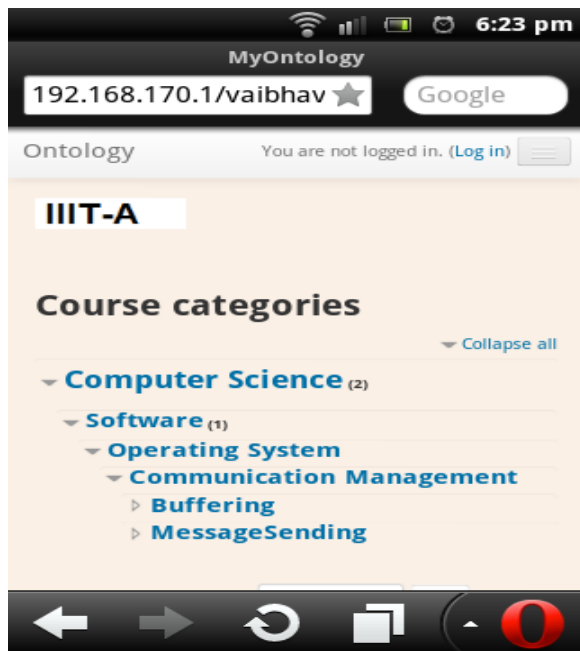 6:23 pm
MyOntology
192.168.170.1/vaibhav Google
Ontology You are not logged in. (Log in)
IIIT-A
Course categories
Collapse all
Computer Science (2)
Software (1)
Operating System
Communication Management
Buffering
MessageSending